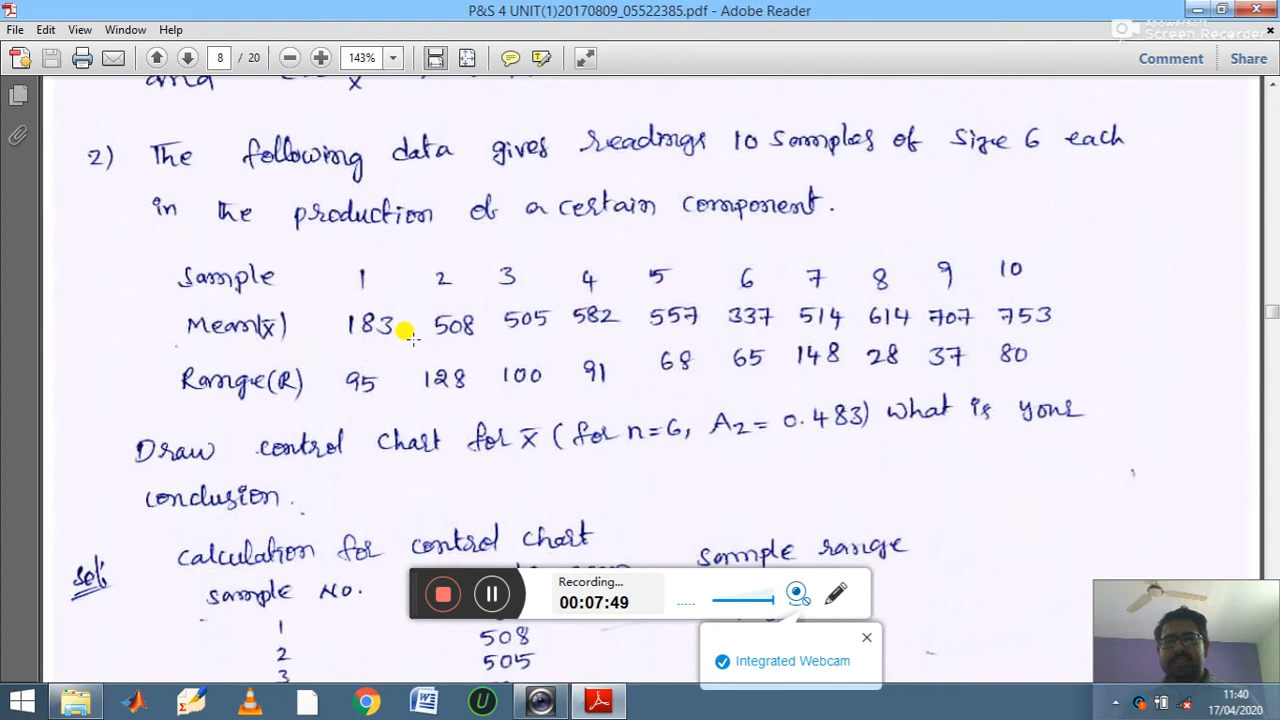 P&S 4 UNIT(1)20170809_05522385.pdf - Adobe Reader
File Edit View Window Help
Apowersoft
Screen Recorder
8 / 20 143% Comment Share
and
x
2) The following data gives readings 10 samples of size 6 each
in the production of a certain component.
Sample 1 2 3 4 5 6 7 8 9 10
Mean(x̄) 183 508 505 582 557 337 514 614 707 753
Range(R) 95 128 100 91 68 65 148 28 37 80
Draw control chart for x̄ (for n=6, A2= 0.483) what is your
conclusion.
Sol: calculation for control chart
sample No. sample range
1
508
2 505
3
Recording...
00:07:49
Integrated Webcam
11:40
17/04/2020